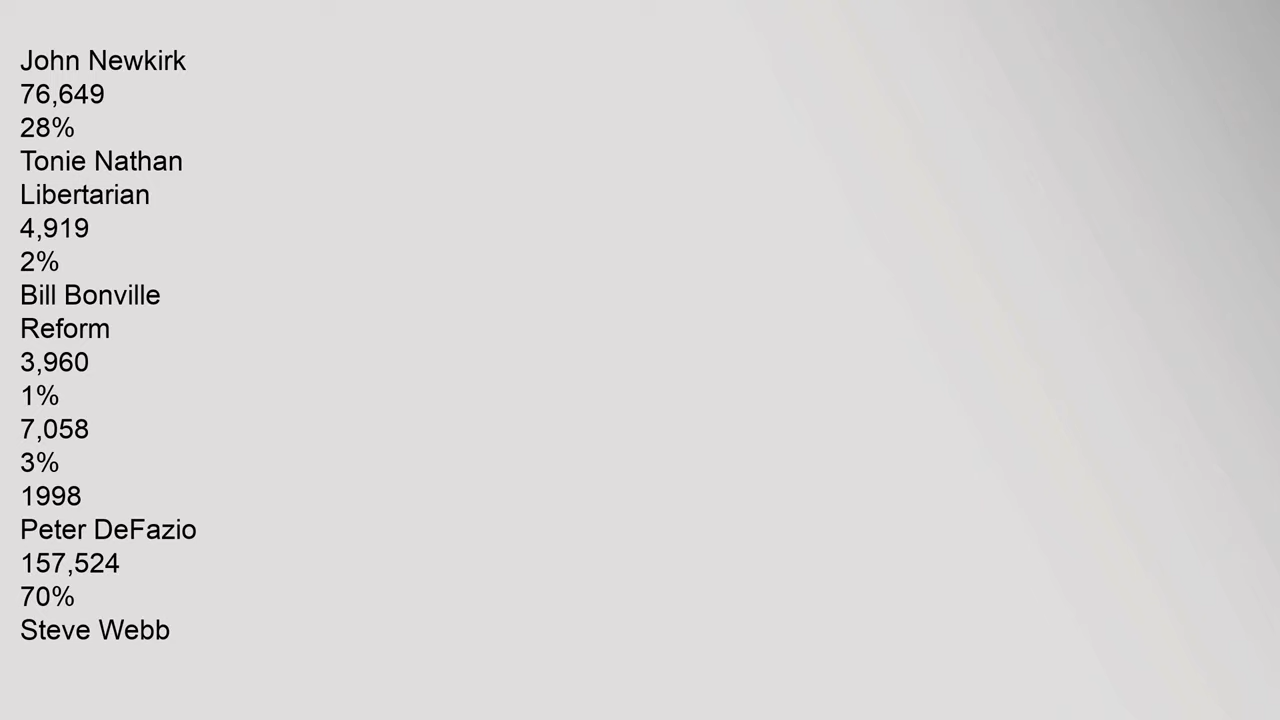 John Newkirk
76,649
28%
Tonie Nathan
Libertarian
4,919
2%
Bill Bonville
Reform
3,960
1%
7,058
3%
1998
Peter DeFazio
157,524
70%
Steve Webb